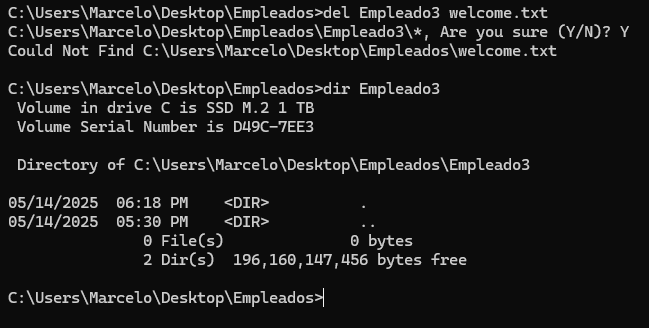 C:\Users\Marcelo\Desktop\Empleados>del Empleado3 welcome.txt
C:\Users\Marcelo\Desktop\Empleados\Empleado3\*, Are you sure (Y/N)? Y
Could Not Find C:\Users\Marcelo\Desktop\Empleados\welcome.txt

C:\Users\Marcelo\Desktop\Empleados>dir Empleado3
 Volume in drive C is SSD M.2 1 TB
 Volume Serial Number is D49C-7EE3

 Directory of C:\Users\Marcelo\Desktop\Empleados\Empleado3

05/14/2025  06:18 PM    <DIR>          .
05/14/2025  05:30 PM    <DIR>          ..
               0 File(s)              0 bytes
               2 Dir(s)  196,160,147,456 bytes free

C:\Users\Marcelo\Desktop\Empleados>